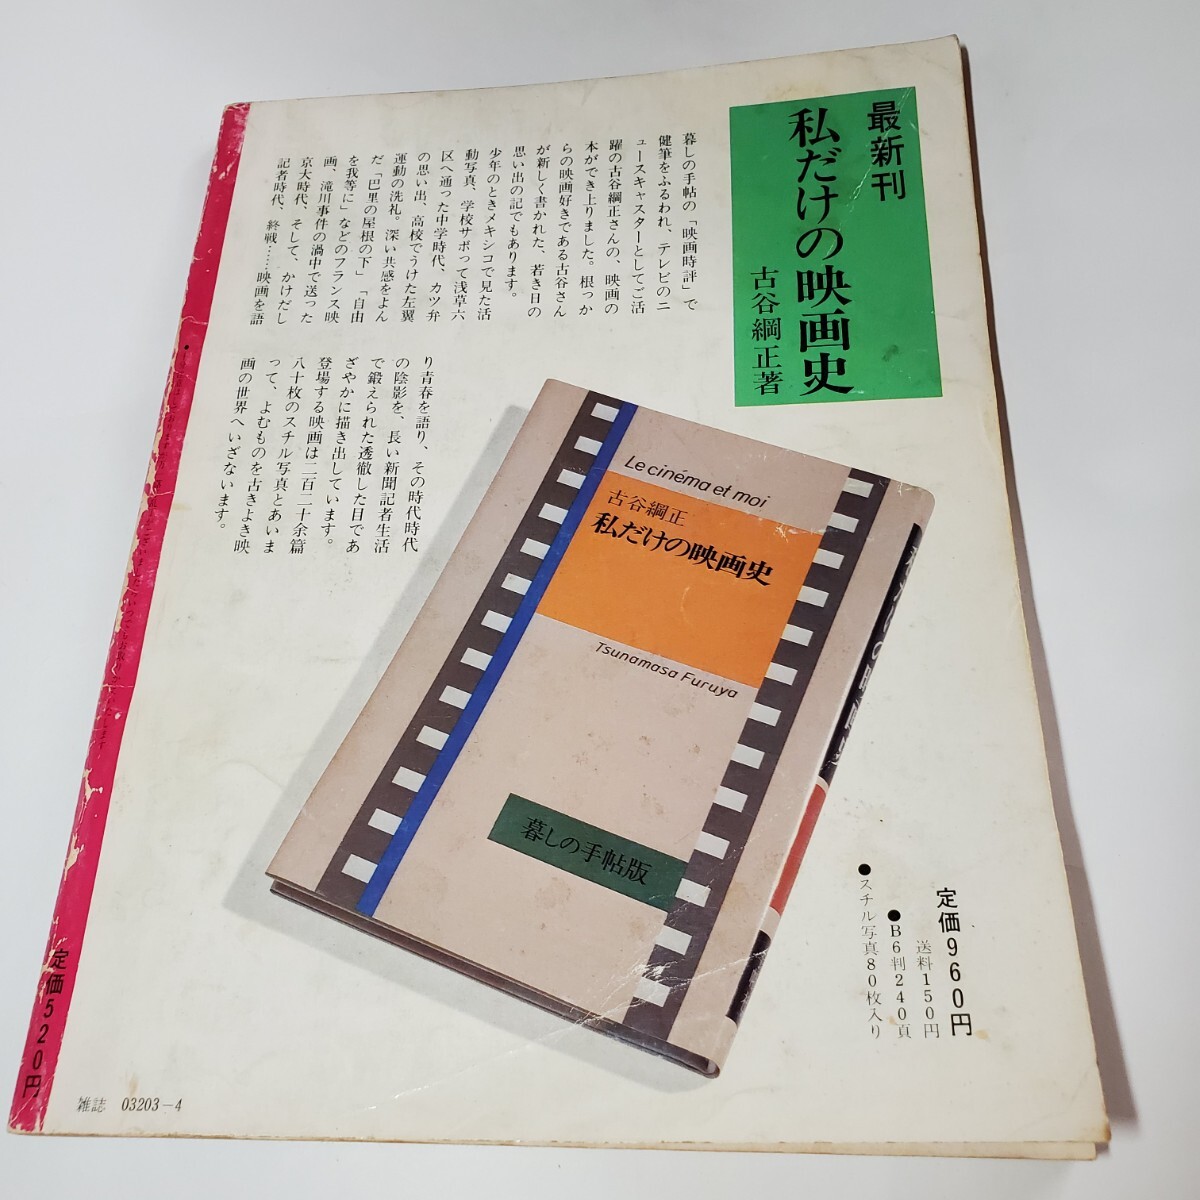 最新刊
私だけの映画史
古谷綱正著
暮しの手帖の「映画時評」で
健筆をふるわれ、テレビのニ
ュースキャスターとしてご活
躍の古谷綱正さんの、映画の
本ができ上りました。根っか
らの映画好きである古谷さん
が新しく書かれた、若き日の
思い出の記でもあります。
少年のときメキシコで見た活
動写真、学校サボって浅草六
区へ通った中学時代、カツ弁
の思い出、高校でうけた左翼
運動の洗礼。深い共感をよん
だ「巴里の屋根の下」「自由
を我等に」などのフランス映
画、滝川事件の渦中で送った
京大時代、そして、かけだし
記者時代、終戦……映画を語
り青春を語り、その時代時代
の陰影を、長い新聞記者生活
で鍛えられた透徹した目であ
ざやかに描き出しています。
登場する映画は二百二十余篇
八十枚のスチル写真とあいま
って、よむものを古きよき映
画の世界へいざないます。
Le cinéma et moi
古谷綱正
私だけの映画史
Tsunamasa Furuya
暮しの手帖版
定価960円
送料150円
●B6判240頁
●スチル写真80枚入り
定価520円
雑誌 03203-4